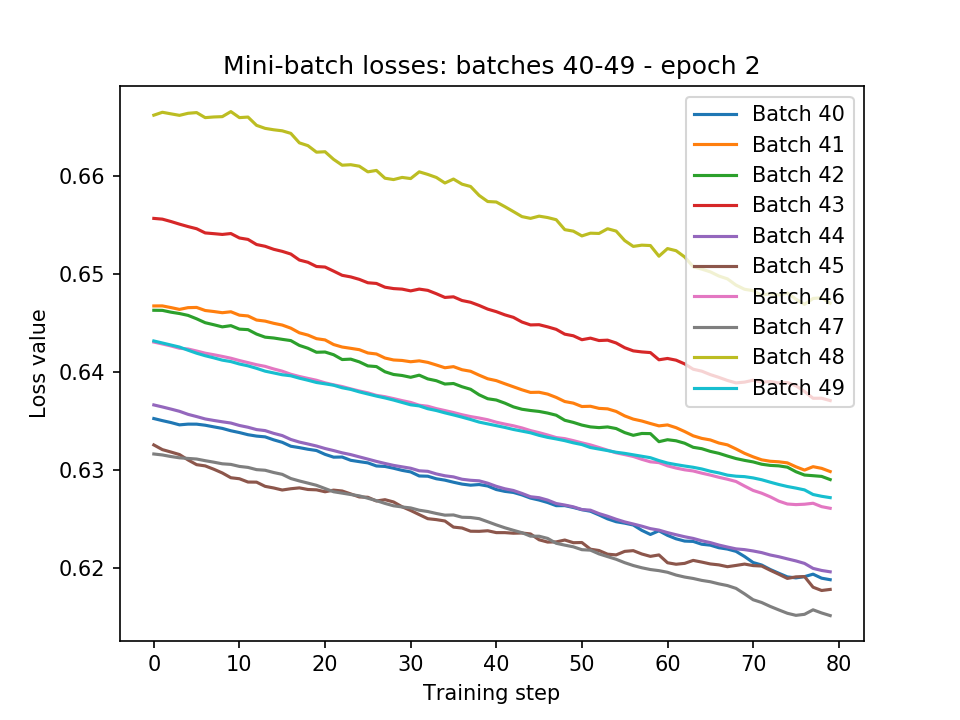 Mini-batch losses: batches 40-49 - epoch 2
Loss value
0.66
0.65
0.64
0.63
0.62
0
10
20
30
40
50
60
70
80
Training step
Batch 40
Batch 41
Batch 42
Batch 43
Batch 44
Batch 45
Batch 46
Batch 47
Batch 48
Batch 49